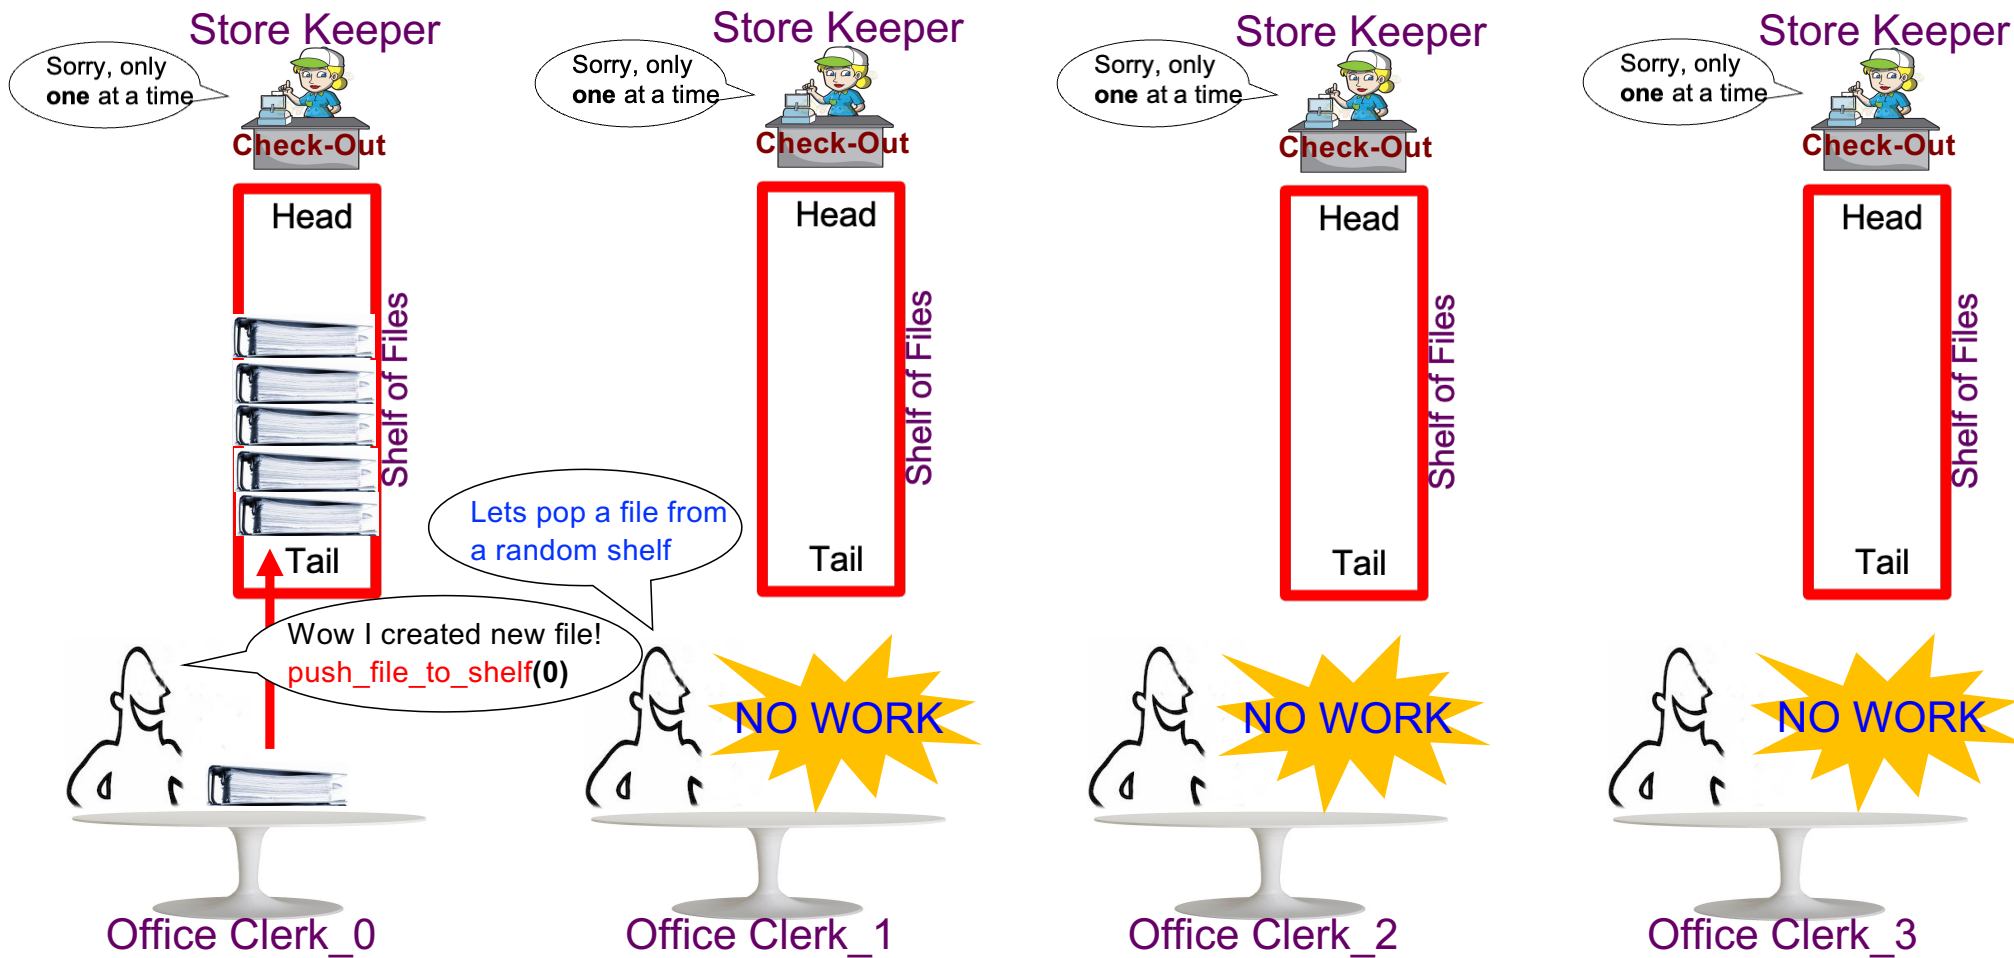 Store Keeper
Sorry, only
one at a time
Check-Out
Head
Shelf of Files
Tail
Wow I created new file!
push_file_to_shelf(0)
Office Clerk_0
Store Keeper
Sorry, only
one at a time
Check-Out
Head
Shelf of Files
Tail
Lets pop a file from
a random shelf
NO WORK
Office Clerk_1
Store Keeper
Sorry, only
one at a time
Check-Out
Head
Shelf of Files
Tail
NO WORK
Office Clerk_2
Store Keeper
Sorry, only
one at a time
Check-Out
Head
Shelf of Files
Tail
NO WORK
Office Clerk_3